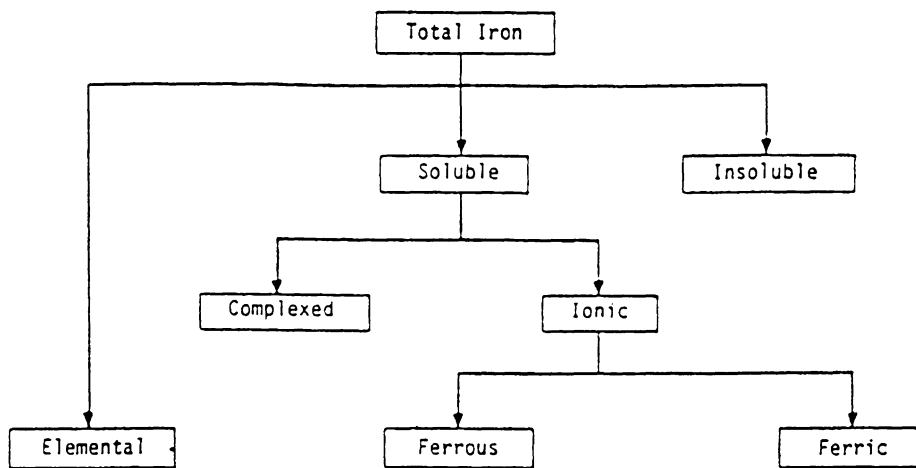 Total Iron
Soluble
Insoluble
Complexed
Ionic
Elemental
Ferrous
Ferric